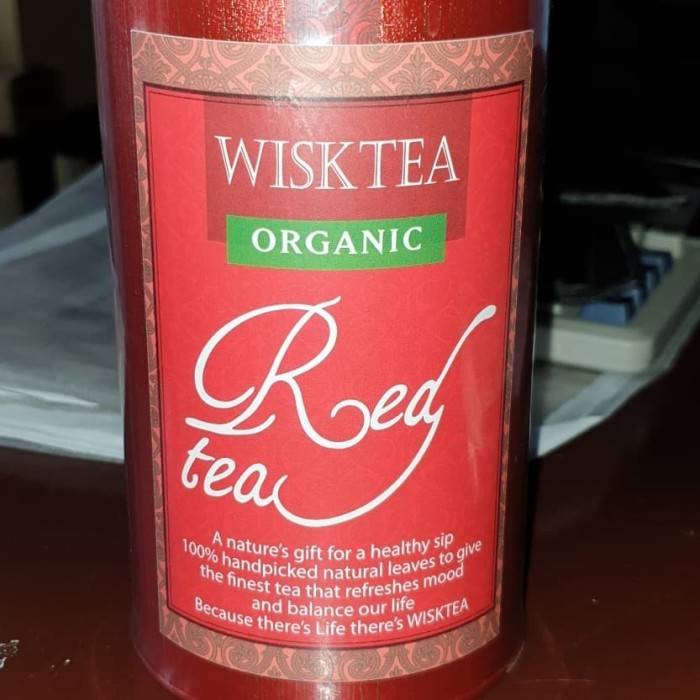 WISKTEA
ORGANIC
Red
tea
A nature's gift for a healthy sip
100% handpicked natural leaves to give
the finest tea that refreshes mood
and balance our life
Because there's Life there's WISKTEA